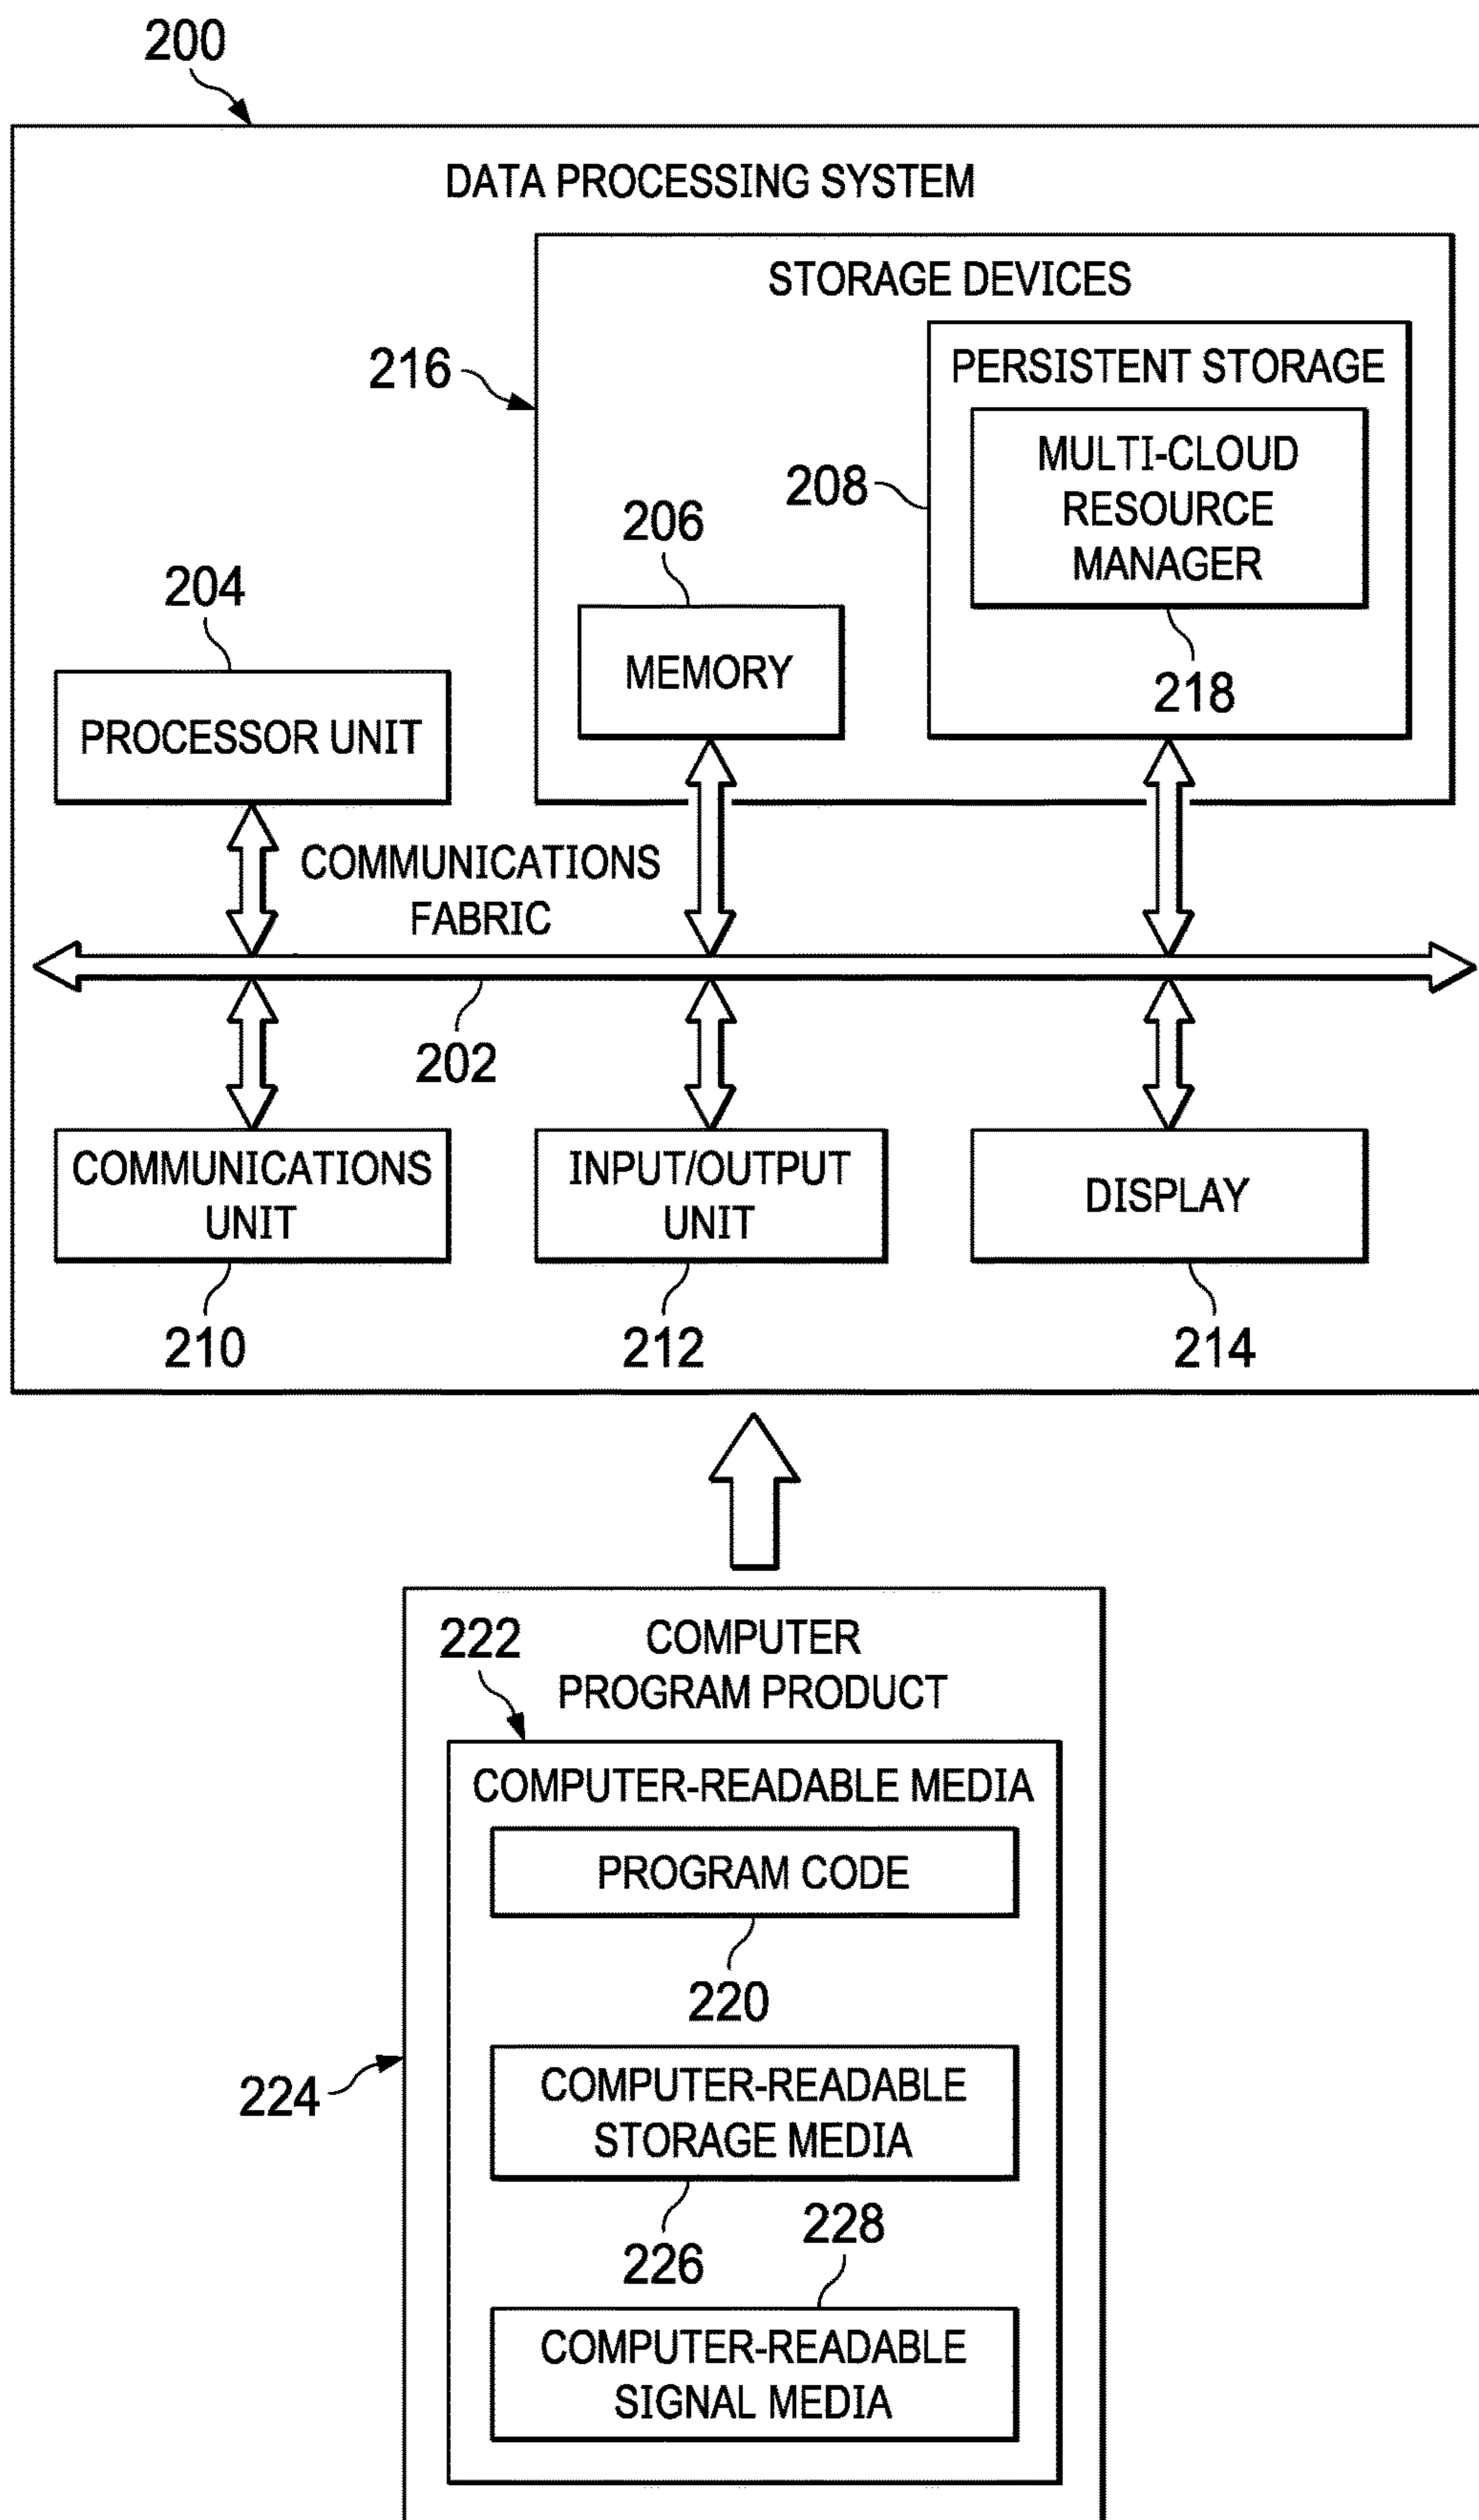 200
DATA PROCESSING SYSTEM
STORAGE DEVICES
216
PERSISTENT STORAGE
MULTI-CLOUD
RESOURCE
MANAGER
208
206
204
MEMORY
218
PROCESSOR UNIT
COMMUNICATIONS
FABRIC
202
COMMUNICATIONS
UNIT
INPUT/OUTPUT
UNIT
DISPLAY
210
212
214
222
COMPUTER
PROGRAM PRODUCT
COMPUTER-READABLE MEDIA
PROGRAM CODE
220
224
COMPUTER-READABLE
STORAGE MEDIA
226
228
COMPUTER-READABLE
SIGNAL MEDIA